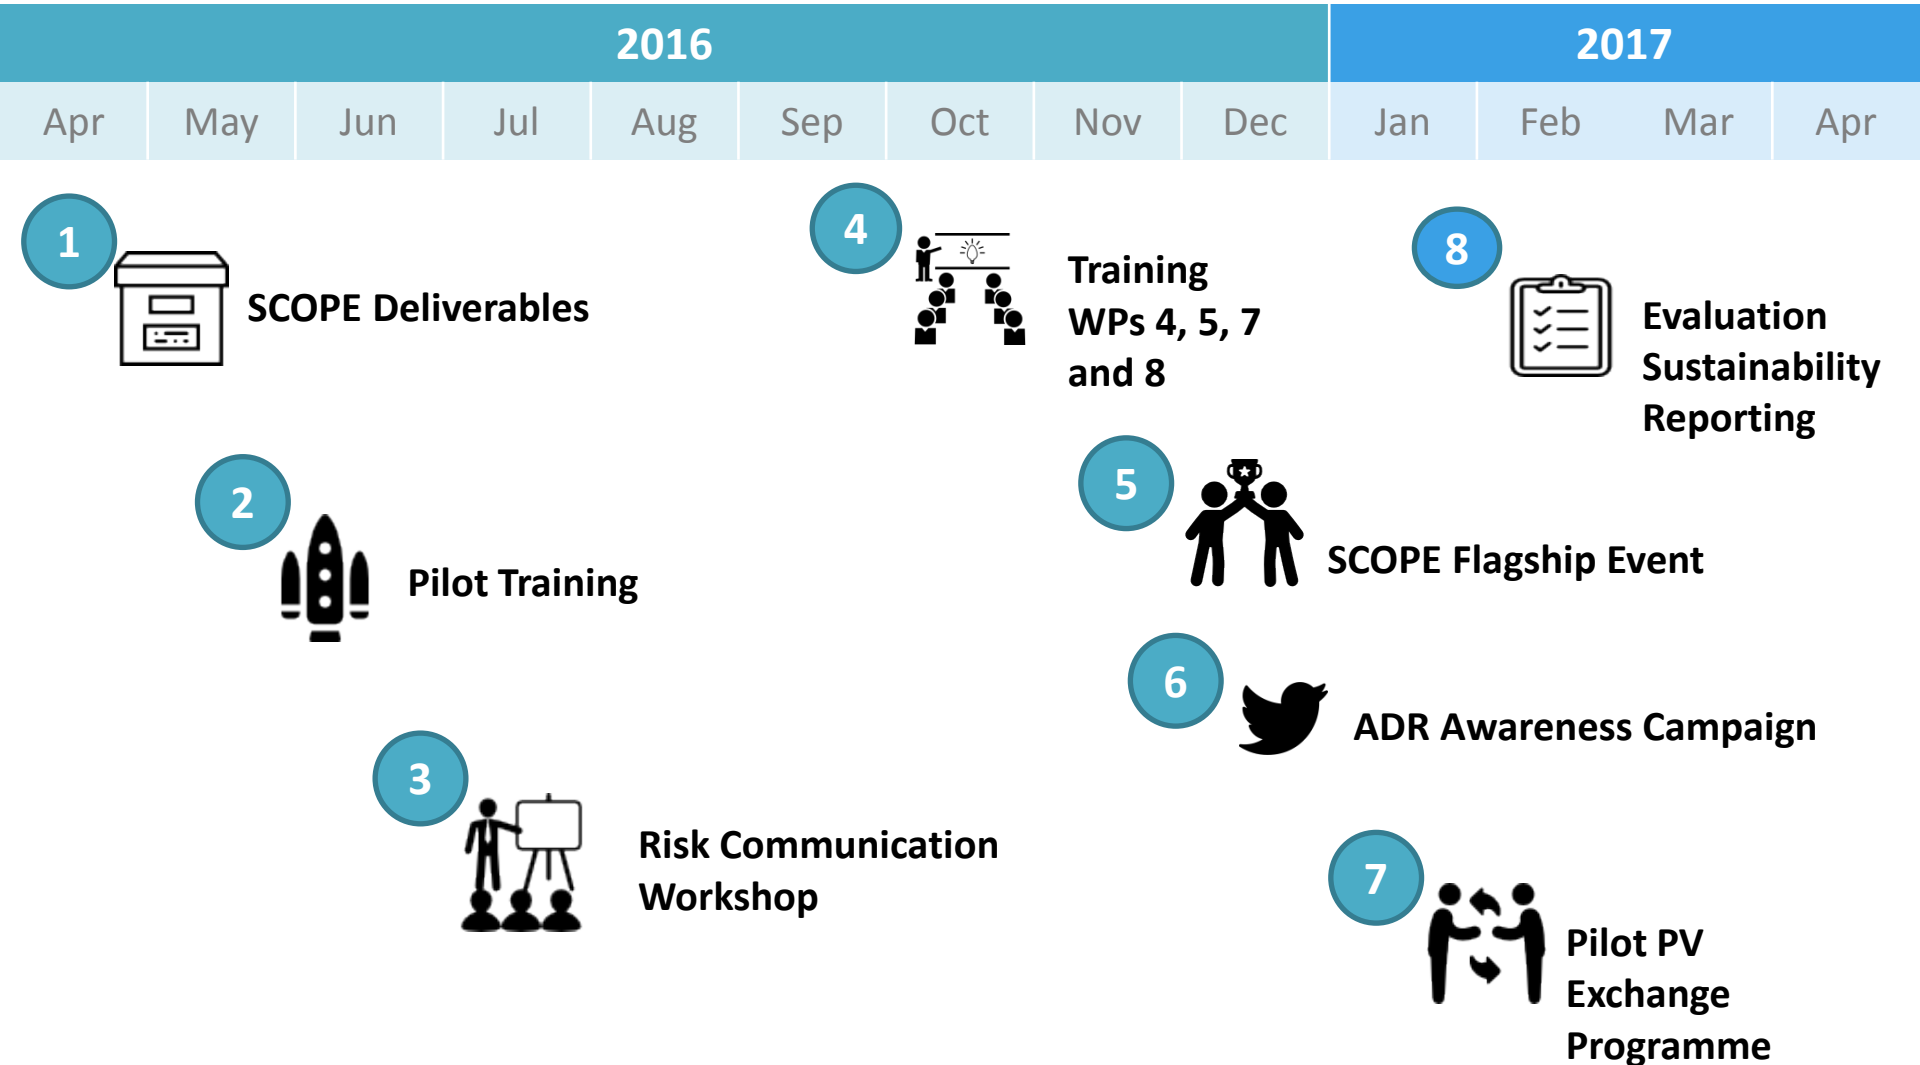 2016 2017
Apr May Jun Jul Aug Sep Oct Nov Dec Jan Feb Mar Apr
1
SCOPE Deliverables
2
Pilot Training
3
Risk Communication
Workshop
4
Training
WPs 4, 5, 7
and 8
5
SCOPE Flagship Event
6
ADR Awareness Campaign
7
Pilot PV
Exchange
Programme
8
Evaluation
Sustainability
Reporting